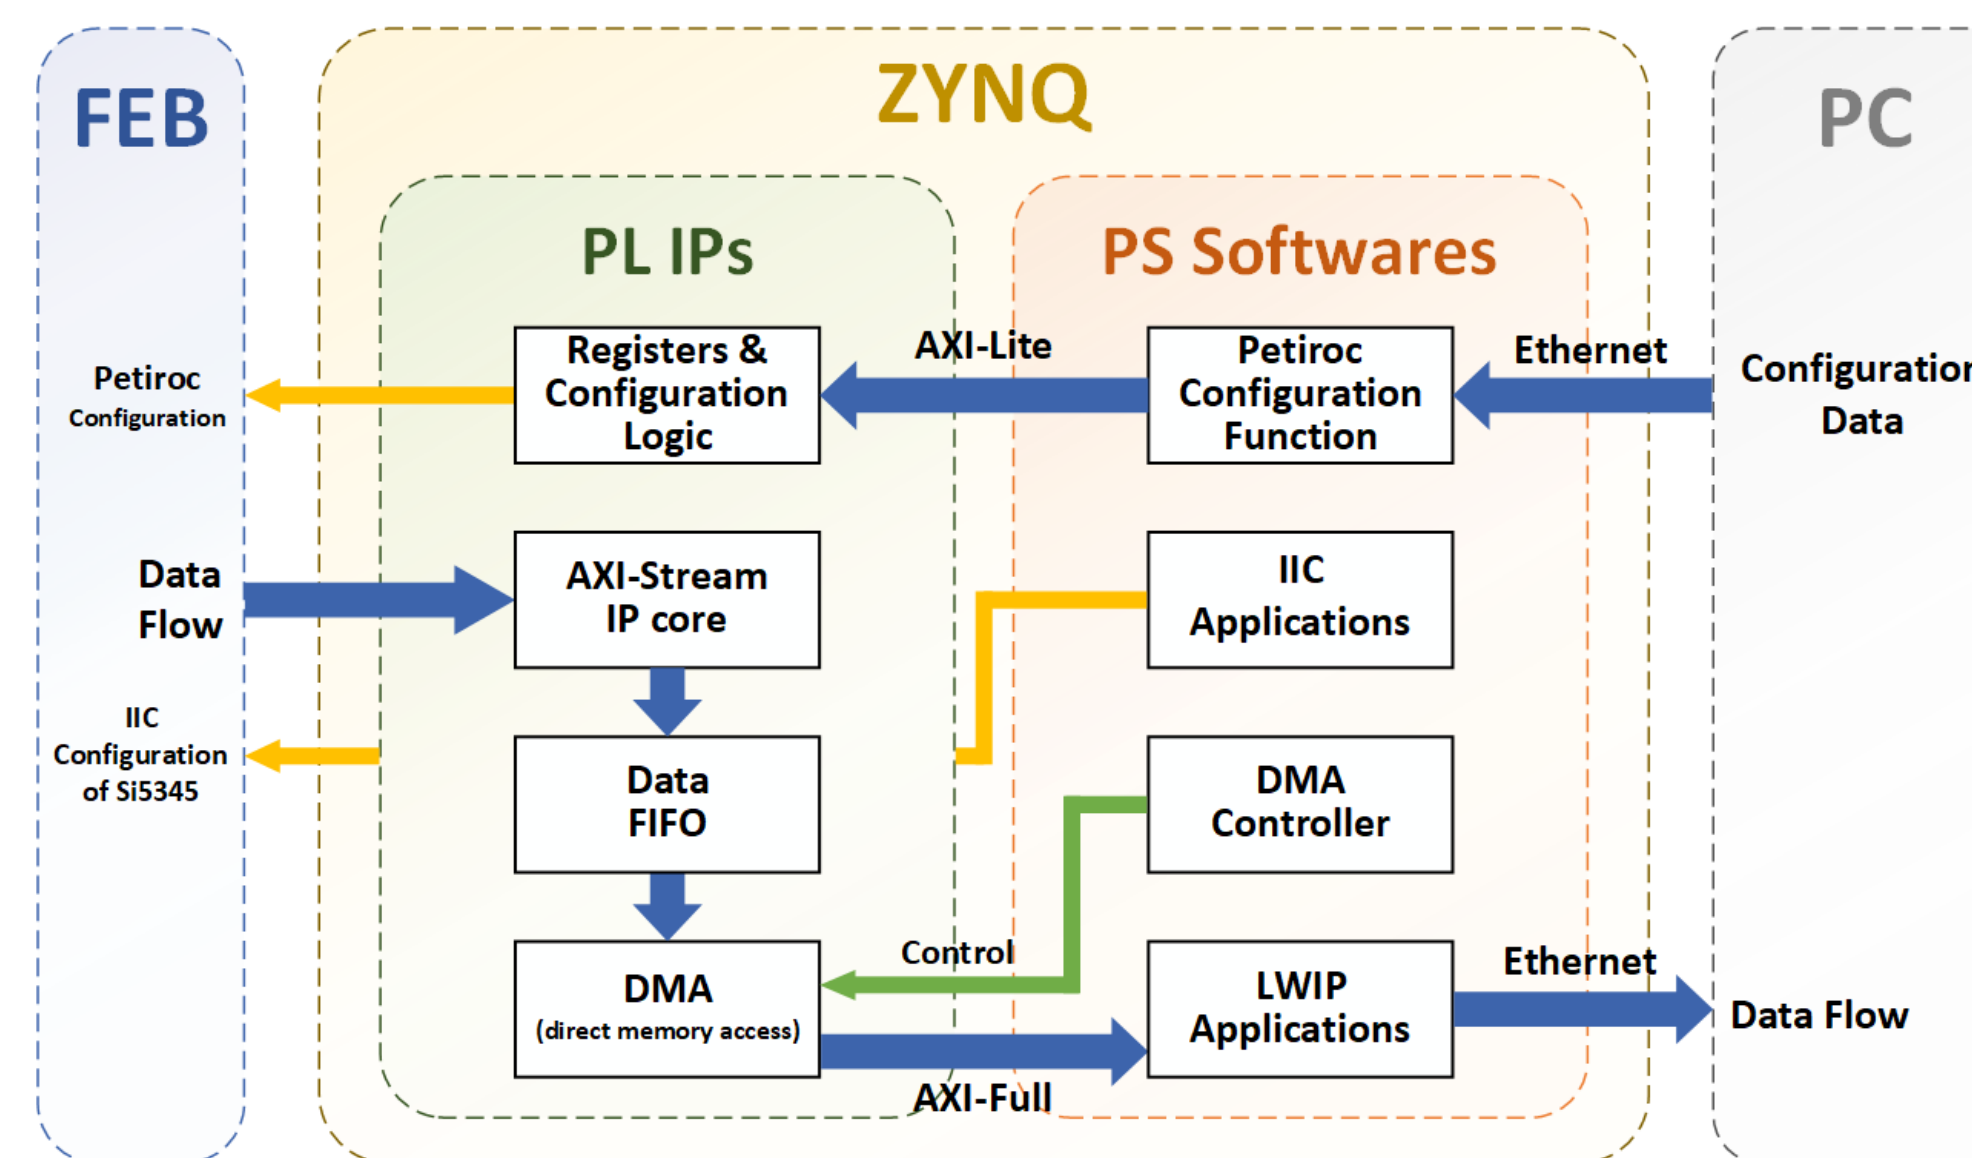 FEB
ZYNQ
PC
PL IPs
PS Softwares
Petiroc
Configuration
Registers &
Configuration
Logic
AXI-Lite
Petiroc
Configuration
Function
Ethernet
Configuration
Data
Data
Flow
AXI-Stream
IP core
IIC
Applications
IIC
Configuration
of Si5345
Data
FIFO
DMA
Controller
DMA
(direct memory access)
Control
AXI-Full
LWIP
Applications
Ethernet
Data Flow